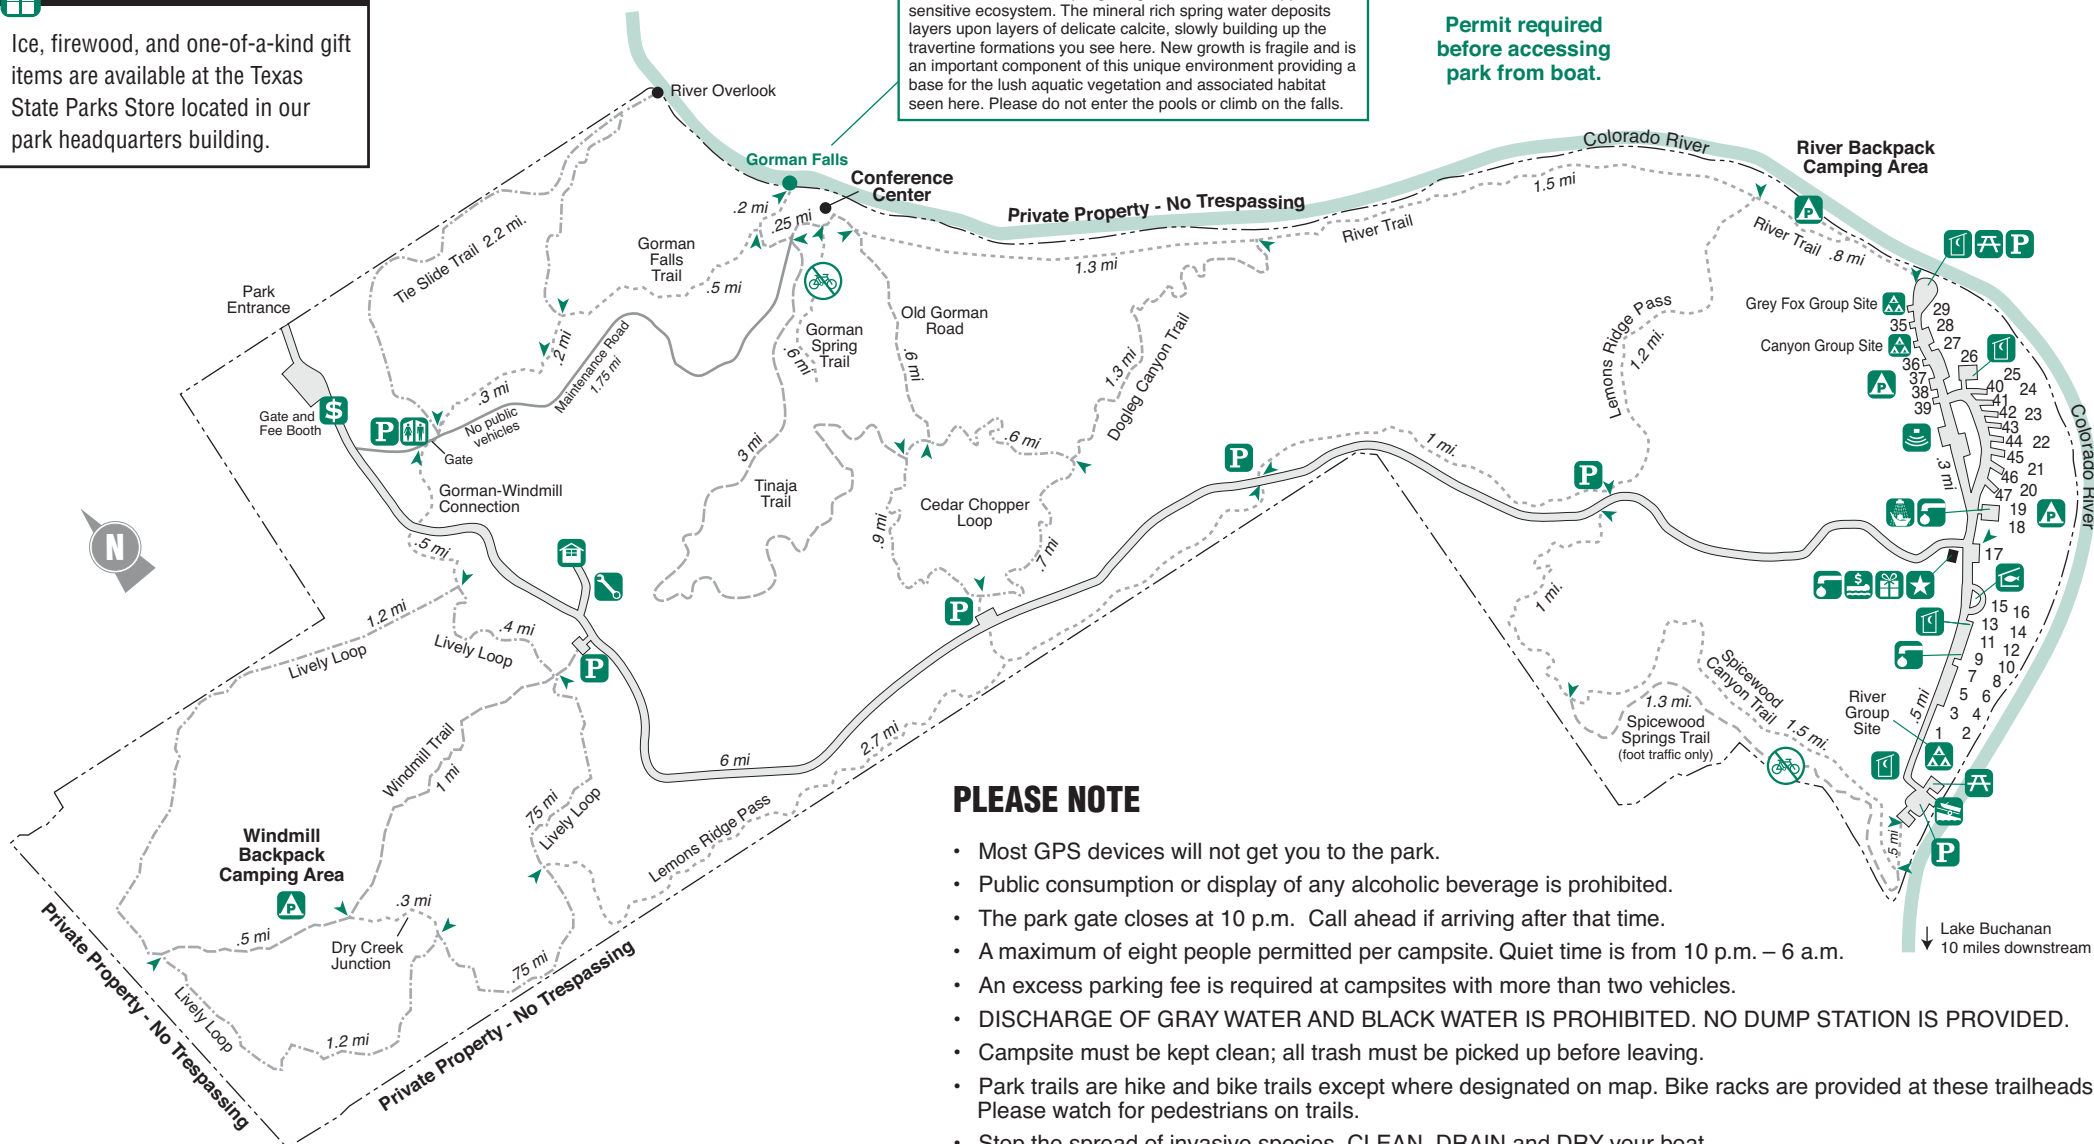 Ice, firewood, and one-of-a-kind gift
items are available at the Texas
State Parks Store located in our
park headquarters building.
sensitive ecosystem. The mineral rich spring water deposits
layers upon layers of delicate calcite, slowly building up the
travertine formations you see here. New growth is fragile and is
an important component of this unique environment providing a
base for the lush aquatic vegetation and associated habitat
seen here. Please do not enter the pools or climb on the falls.
Permit required
before accessing
park from boat.
River Overlook
Gorman Falls
Conference
Center
Private Property - No Trespassing
Colorado River
River Backpack
Camping Area
P
1.5 mi
River Trail
1.3 mi
River Trail .8 mi
P
.2 mi
.25 mi
Gorman
Falls
Trail
.5 mi
Tie Slide Trail 2.2 mi.
Park
Entrance
Gate and
Fee Booth
$
P
Gate
No public
vehicles
Maintenance Road
1.75 mi
.3 mi
.2 mi
Gorman
Spring
Trail
.6 mi
Old Gorman
Road
.6 mi
Dogleg Canyon Trail
1.3 mi
Lemons Ridge Pass
1.2 mi.
Grey Fox Group Site
Canyon Group Site
29
28
27
26
25
24
35
36
37
38
39
40
41
42
43
44
45
46
47
23
22
21
20
19
18
17
P
P
.3 mi
Colorado River
N
Gorman-Windmill
Connection
.5 mi
3 mi
Tinaja
Trail
.9 mi
Cedar Chopper
Loop
.6 mi
.7 mi
P
P
P
P
1 mi.
1 mi.
$
15
16
13
14
11
12
9
10
7
8
5
6
3
4
1
2
.5 mi
River
Group
Site
Spicewood
Canyon Trail
1.5 mi.
1.3 mi.
Spicewood
Springs Trail
(foot traffic only)
.5 mi
P
Lake Buchanan
10 miles downstream
1.2 mi
Lively Loop
.4 mi
Lively Loop
Windmill Trail
1 mi
.75 mi
Lively Loop
6 mi
2.7 mi
Lemons Ridge Pass
Windmill
Backpack
Camping Area
P
.5 mi
.3 mi
Dry Creek
Junction
.75 mi
Lively Loop
1.2 mi
Private Property - No Trespassing
Private Property - No Trespassing
PLEASE NOTE
• Most GPS devices will not get you to the park.
• Public consumption or display of any alcoholic beverage is prohibited.
• The park gate closes at 10 p.m. Call ahead if arriving after that time.
• A maximum of eight people permitted per campsite. Quiet time is from 10 p.m. – 6 a.m.
• An excess parking fee is required at campsites with more than two vehicles.
• DISCHARGE OF GRAY WATER AND BLACK WATER IS PROHIBITED. NO DUMP STATION IS PROVIDED.
• Campsite must be kept clean; all trash must be picked up before leaving.
• Park trails are hike and bike trails except where designated on map. Bike racks are provided at these trailheads
Please watch for pedestrians on trails.
• Stop the spread of invasive species. CLEAN, DRAIN and DRY your boat